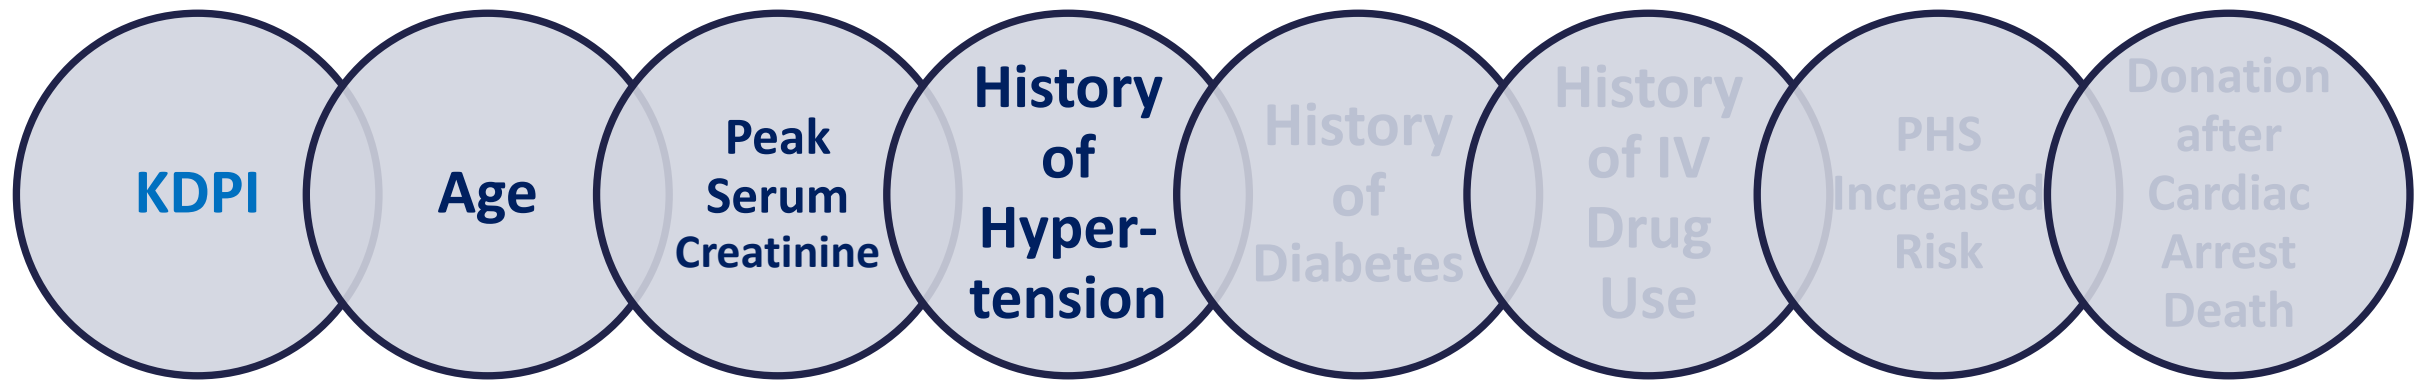 KDPI
Age
Peak
Serum
Creatinine
History
of
Hyper-
tension
History
of
Diabetes
History
of IV
Drug
Use
PHS
Increased
Risk
Donation
after
Cardiac
Arrest
Death